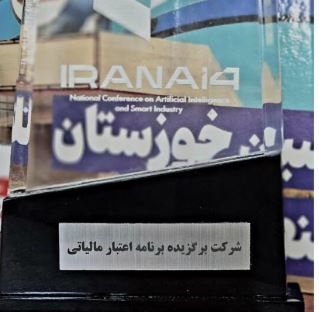 IRANAI4
National Conference on Artificial Intelligence
and Smart Industry
خوزستان
شرکت برگزیده برنامه اعتبار مالیاتی